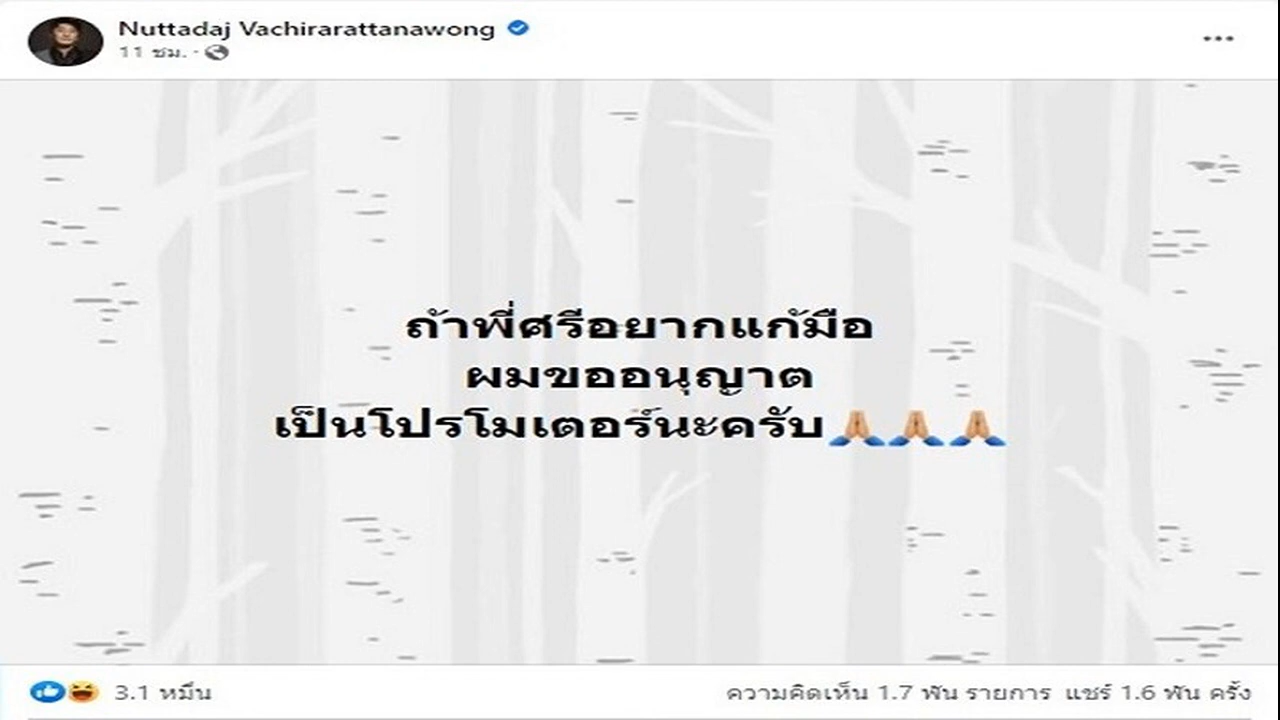 Nuttadaj Vachirarattanawong
11 ชม. ·
ถ้าพี่ศรีอยากแก้มือ
ผมขออนุญาต
เป็นโปรโมเตอร์นะครับ🙏🏼🙏🏼🙏🏼
3.1 หมื่น
ความคิดเห็น 1.7 พัน รายการ แชร์ 1.6 พัน ครั้ง